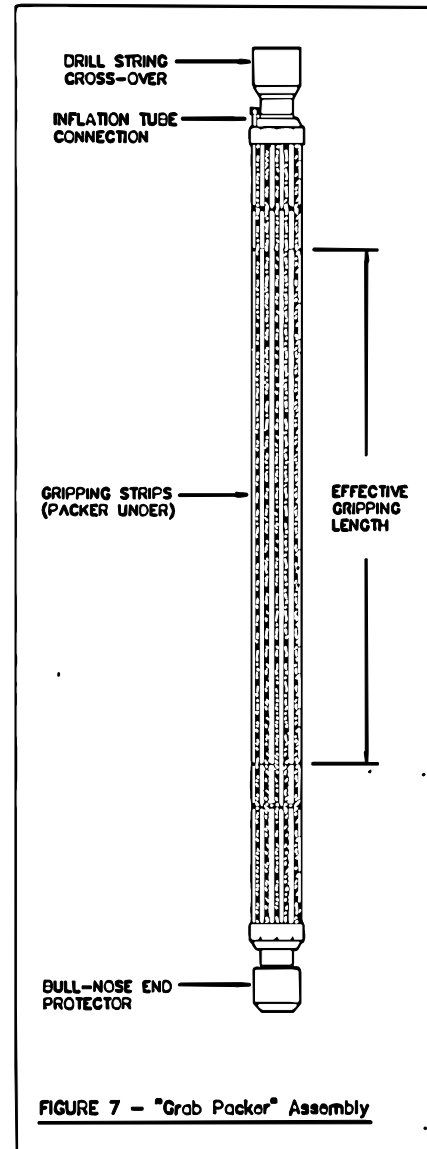 DRILL STRING
CROSS-OVER
INFLATION TUBE
CONNECTION
GRIPPING STRIPS
(PACKER UNDER)
EFFECTIVE
GRIPPING
LENGTH
BULL-NOSE END
PROTECTOR
FIGURE 7 - "Grab Packer" Assembly